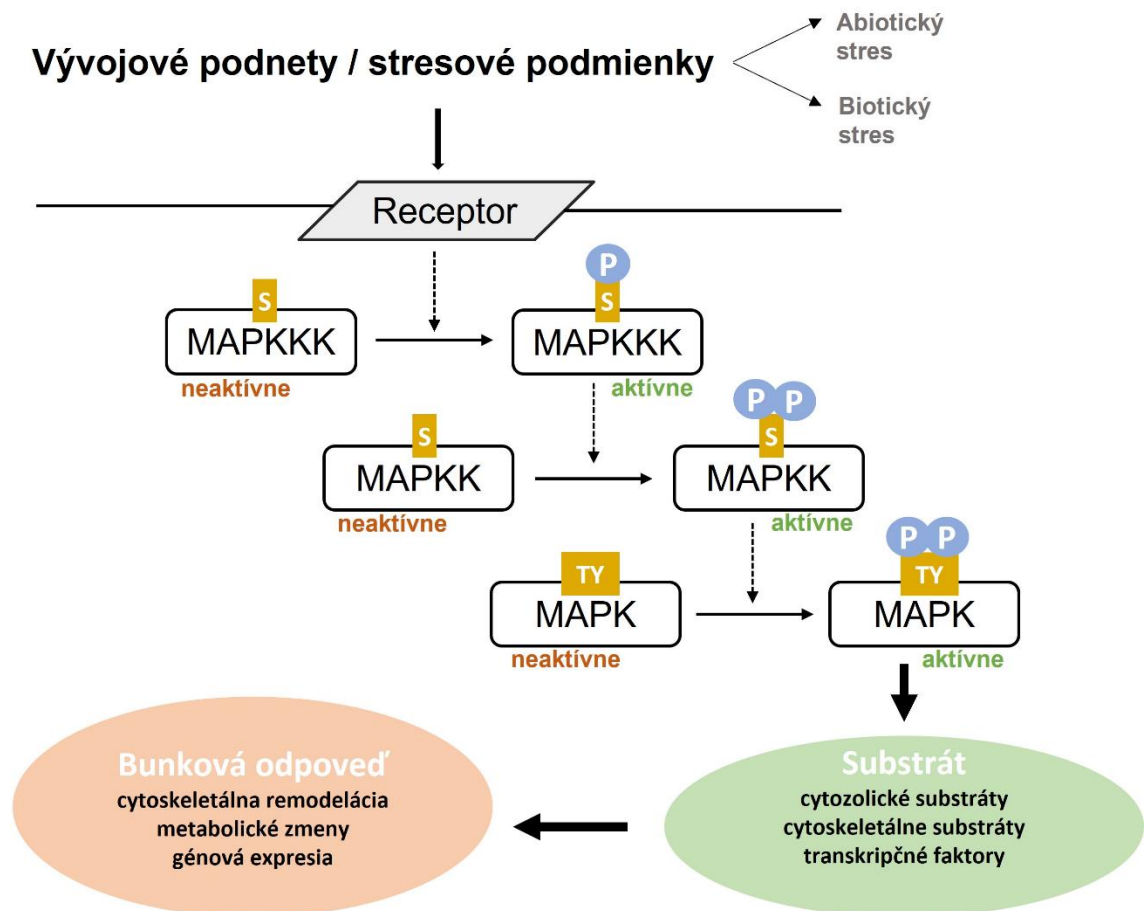 Vývojové podnety / stresové podmienky
Abiotický
stres
Biotický
stres
Receptor
S
MAPKKK
neaktívne
P
S
MAPKKK
aktívne
S
MAPKK
neaktívne
P P
S
MAPKK
aktívne
TY
MAPK
neaktívne
P P
TY
MAPK
aktívne
Bunková odpoveď
cytoskeletálna remodelácia
metabolické zmeny
génová expresia
Substrát
cytozolické substráty
cytoskeletálne substráty
transkripčné faktory